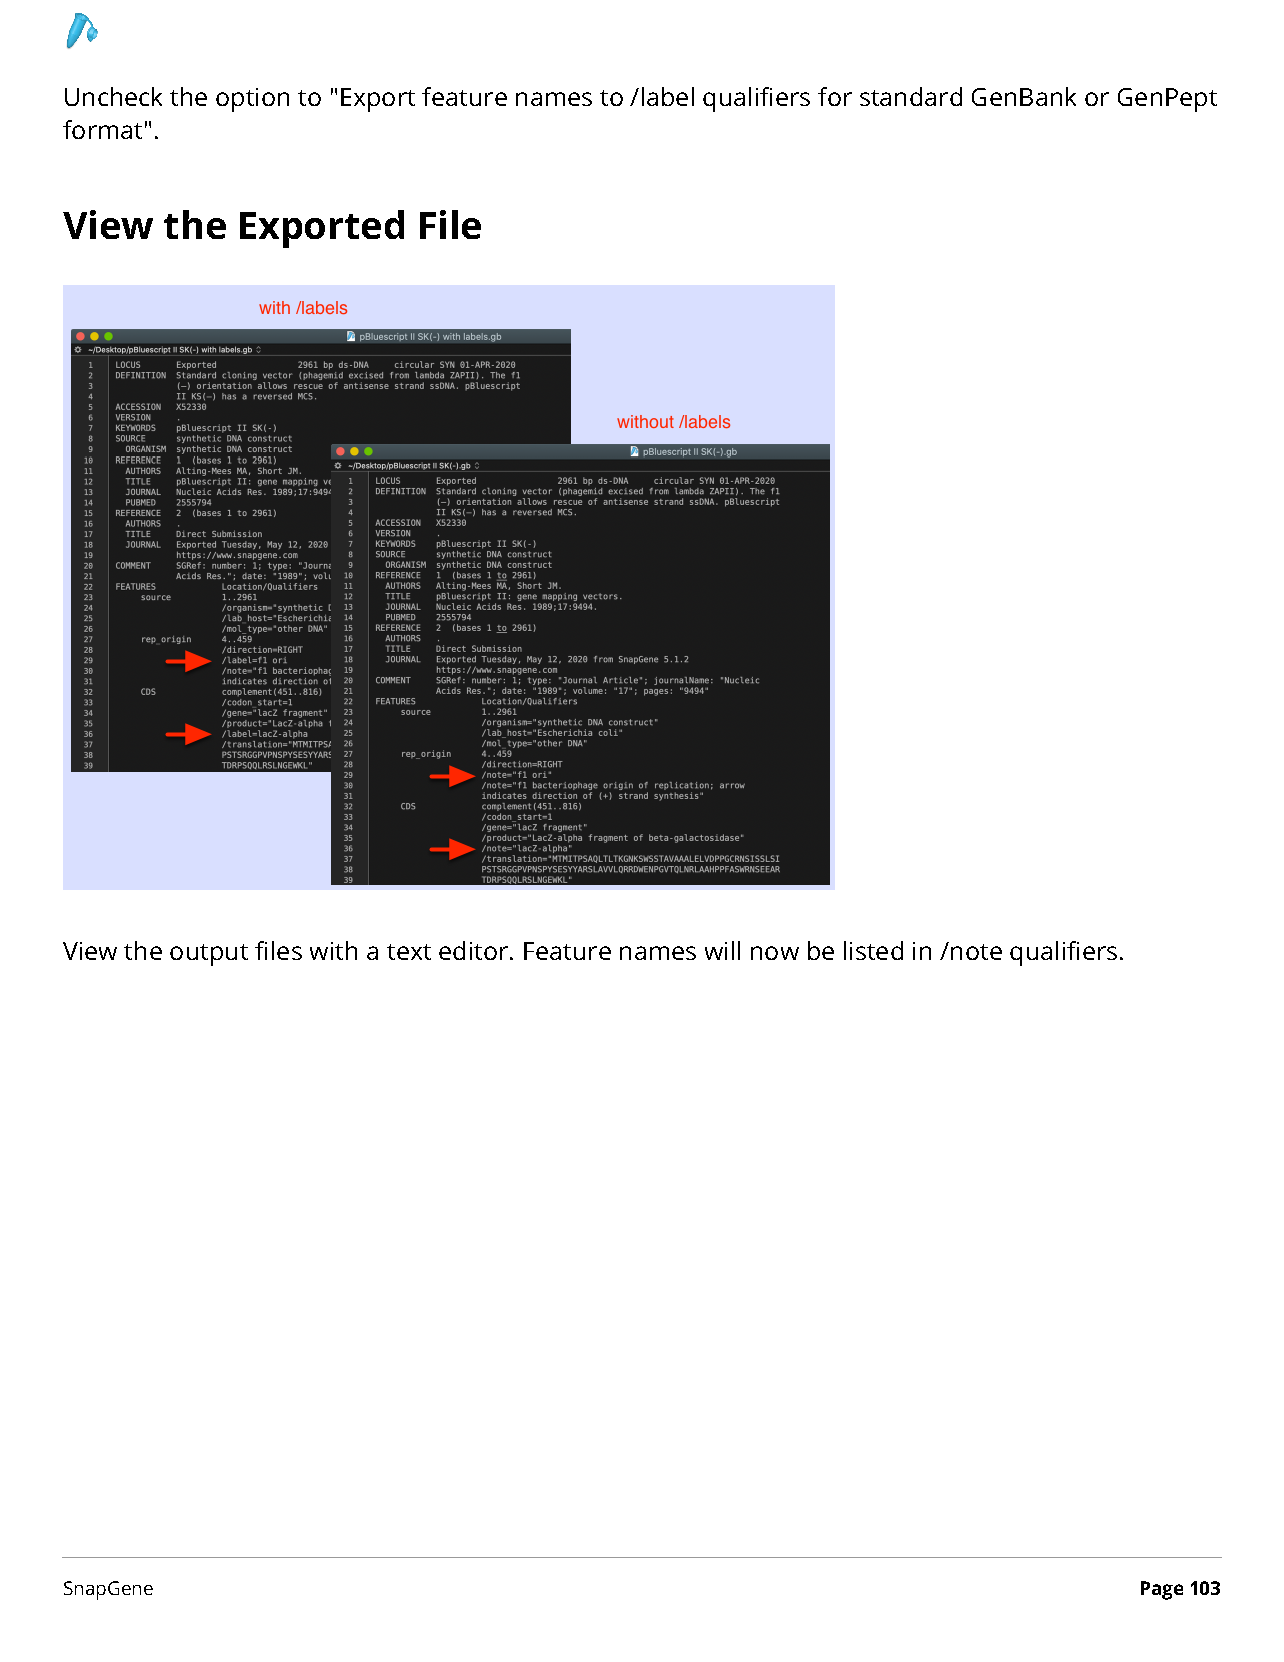 Uncheck the option to "Export feature names to /label qualifiers for standard GenBank or GenPept
format".
View the Exported File
with /labels
pBluescript II SK(-) with labels.gb
~/Desktop/pBluescript II SK(-) with labels.gb
1 LOCUS Exported 2961 bp ds-DNA circular SYN 01-APR-2020
2 DEFINITION Standard cloning vector (phagemid excised from lambda ZAPII). The f1
3 (–) orientation allows rescue of antisense strand ssDNA. pBluescript
4 II KS(–) has a reversed MCS.
5 ACCESSION X52330
6 VERSION .
7 KEYWORDS pBluescript II SK(-)
8 SOURCE synthetic DNA construct
9 ORGANISM synthetic DNA construct
10 REFERENCE 1 (bases 1 to 2961)
11 AUTHORS Alting-Mees MA, Short JM.
12 TITLE pBluescript II: gene mapping ve
13 JOURNAL Nucleic Acids Res. 1989;17:9494
14 PUBMED 2555794
15 REFERENCE 2 (bases 1 to 2961)
16 AUTHORS .
17 TITLE Direct Submission
18 JOURNAL Exported Tuesday, May 12, 2020
19 https://www.snapgene.com
20 COMMENT SGRef: number: 1; type: "Journa
21 Acids Res."; date: "1989"; volu
22 FEATURES Location/Qualifiers
23 source 1..2961
24 /organism="synthetic D
25 /lab_host="Escherichia
26 /mol_type="other DNA"
27 rep_origin 4..459
28 /direction=RIGHT
29 /label=f1 ori
30 /note="f1 bacteriophag
31 indicates direction of
32 CDS complement(451..816)
33 /codon_start=1
34 /gene="lacZ fragment"
35 /product="LacZ-alpha f
36 /label=lacZ-alpha
37 /translation="MTMITPSA
38 PSTSRGGPVPNSPYSESYYARS
39 TDRPSQQLRSLNGEWKL"
without /labels
pBluescript II SK(-).gb
~/Desktop/pBluescript II SK(-).gb
1 LOCUS Exported 2961 bp ds-DNA circular SYN 01-APR-2020
2 DEFINITION Standard cloning vector (phagemid excised from lambda ZAPII). The f1
3 (–) orientation allows rescue of antisense strand ssDNA. pBluescript
4 II KS(–) has a reversed MCS.
5 ACCESSION X52330
6 VERSION .
7 KEYWORDS pBluescript II SK(-)
8 SOURCE synthetic DNA construct
9 ORGANISM synthetic DNA construct
10 REFERENCE 1 (bases 1 to 2961)
11 AUTHORS Alting-Mees MA, Short JM.
12 TITLE pBluescript II: gene mapping vectors.
13 JOURNAL Nucleic Acids Res. 1989;17:9494.
14 PUBMED 2555794
15 REFERENCE 2 (bases 1 to 2961)
16 AUTHORS .
17 TITLE Direct Submission
18 JOURNAL Exported Tuesday, May 12, 2020 from SnapGene 5.1.2
19 https://www.snapgene.com
20 COMMENT SGRef: number: 1; type: "Journal Article"; journalName: "Nucleic
21 Acids Res."; date: "1989"; volume: "17"; pages: "9494"
22 FEATURES Location/Qualifiers
23 source 1..2961
24 /organism="synthetic DNA construct"
25 /lab_host="Escherichia coli"
26 /mol_type="other DNA"
27 rep_origin 4..459
28 /direction=RIGHT
29 /note="f1 ori"
30 /note="f1 bacteriophage origin of replication; arrow
31 indicates direction of (+) strand synthesis"
32 CDS complement(451..816)
33 /codon_start=1
34 /gene="lacZ fragment"
35 /product="LacZ-alpha fragment of beta-galactosidase"
36 /note="lacZ-alpha"
37 /translation="MTMITPSAQLTLTKGNKSWSSTAVAAALELVDPPGCRNSISSLSI
38 PSTSRGGPVPNSPYSESYYARSLAVVLQRRDWENPGVTQLNRLAAHPPFASWRNSEEAR
39 TDRPSQQLRSLNGEWKL"
View the output files with a text editor. Feature names will now be listed in /note qualifiers.
SnapGene
Page 103